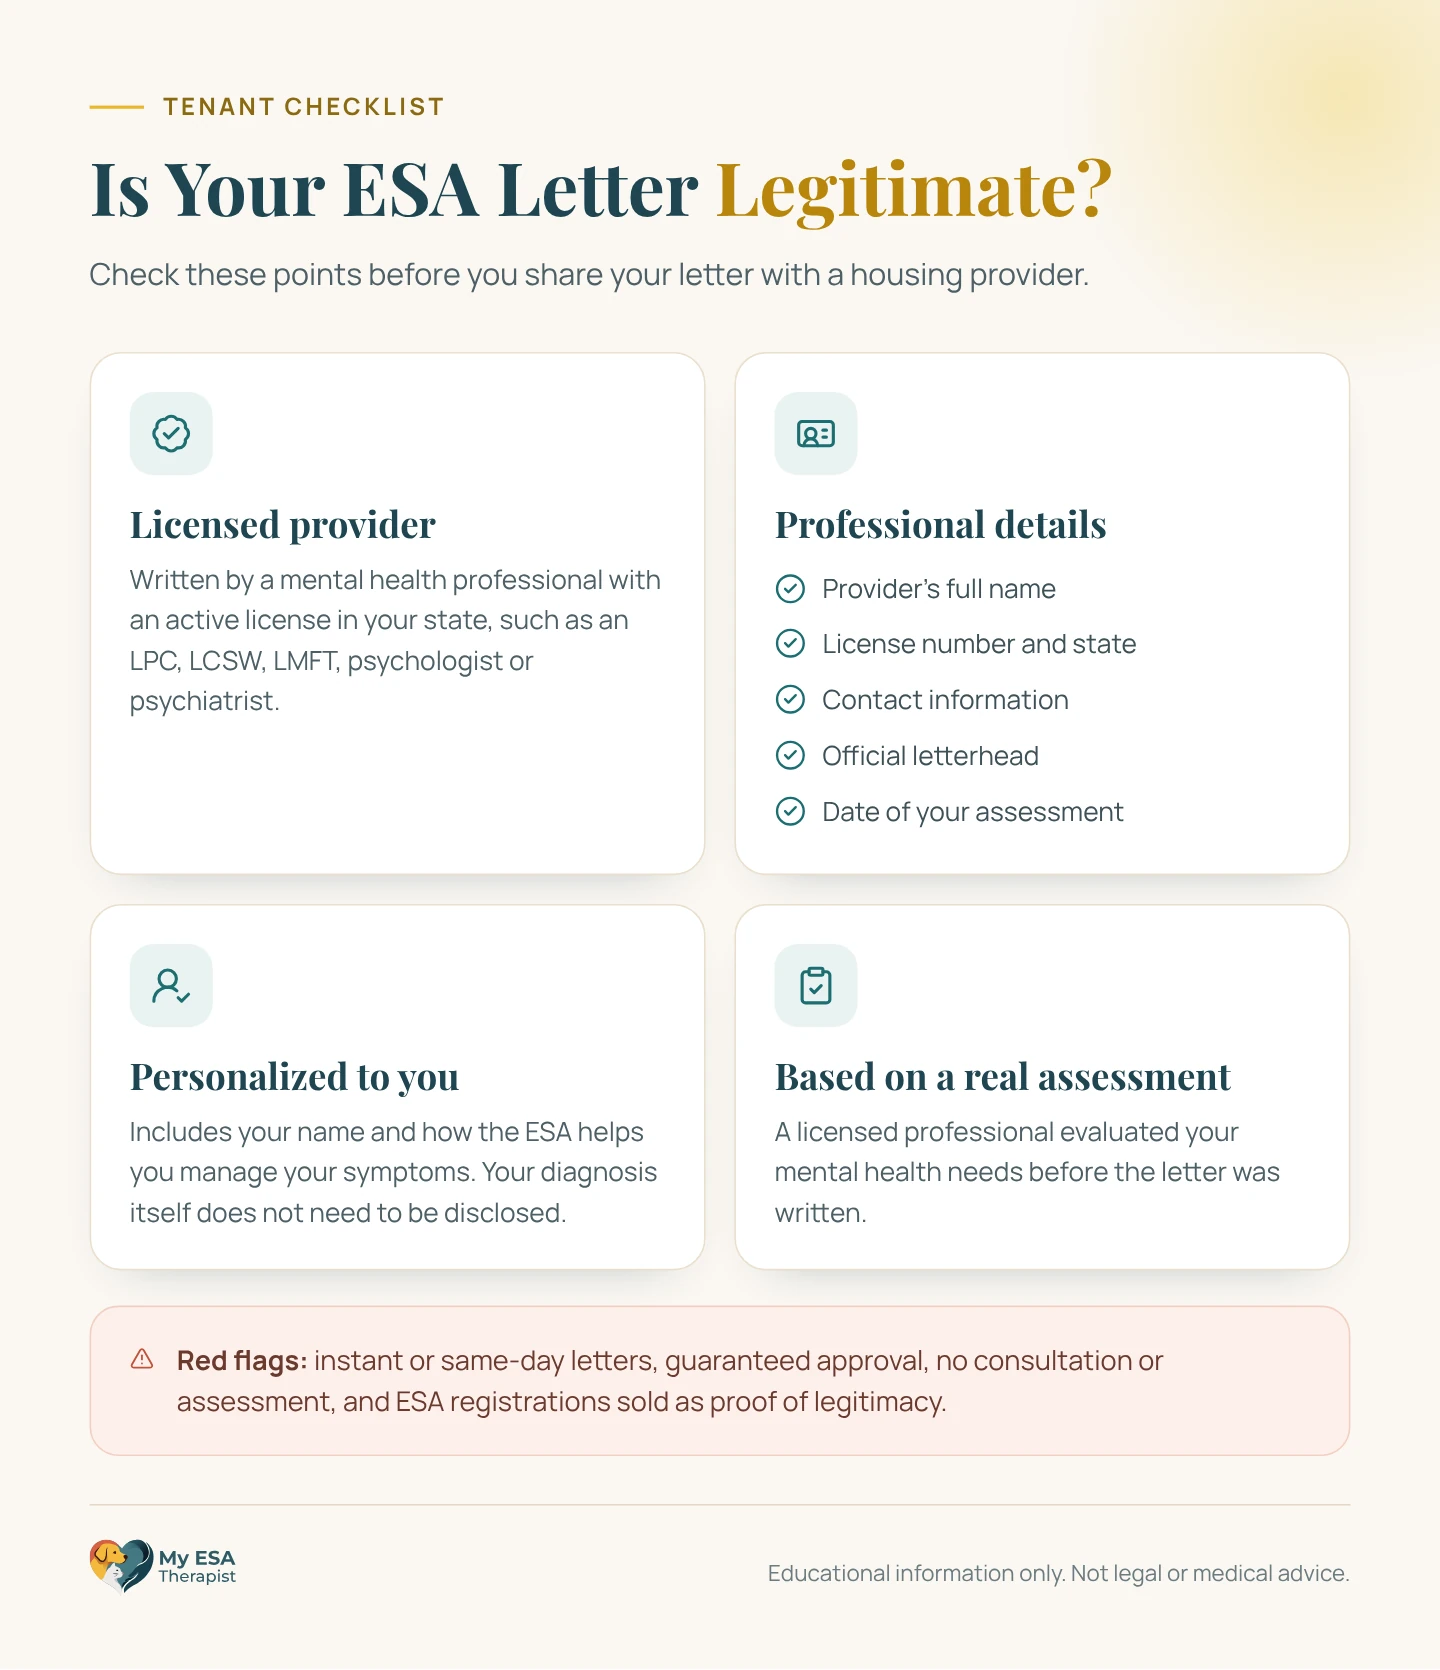 TENANT CHECKLIST
Is Your ESA Letter Legitimate?
Check these points before you share your letter with a housing provider.
Licensed provider
Written by a mental health professional with
an active license in your state, such as an
LPC, LCSW, LMFT, psychologist or
psychiatrist.
Professional details
Provider’s full name
License number and state
Contact information
Official letterhead
Date of your assessment
Personalized to you
Includes your name and how the ESA helps
you manage your symptoms. Your diagnosis
itself does not need to be disclosed.
Based on a real assessment
A licensed professional evaluated your
mental health needs before the letter was
written.
Red flags: instant or same-day letters, guaranteed approval, no consultation or
assessment, and ESA registrations sold as proof of legitimacy.
My ESA
Therapist
Educational information only. Not legal or medical advice.